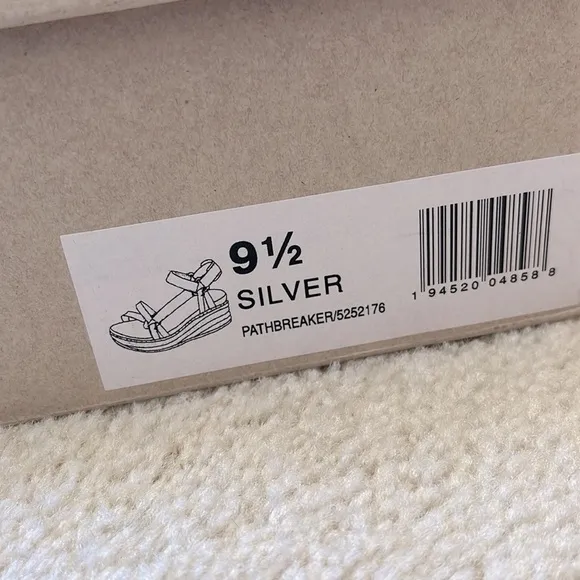 9½
SILVER
PATHBREAKER/5252176
1 94520 04858 8